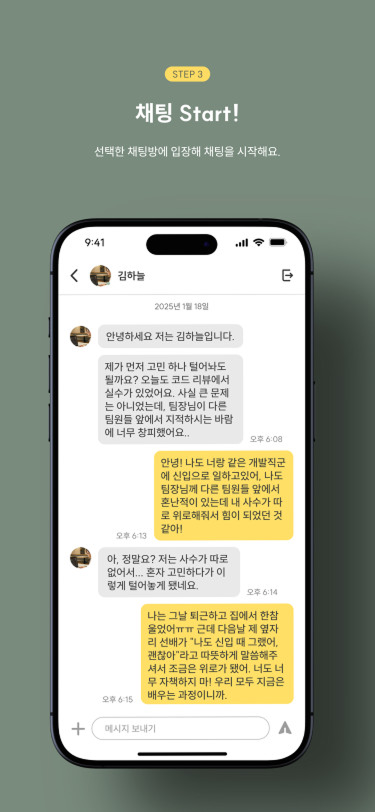 STEP 3
채팅 Start!
선택한 채팅방에 입장해 채팅을 시작해요.
9:41
김하늘
2025년 1월 18일
안녕하세요 저는 김하늘입니다.
제가 먼저 고민 하나 털어놔도
될까요? 오늘도 코드 리뷰에서
실수가 있었어요. 사실 큰 문제
는 아니었는데, 팀장님이 다른
팀원들 앞에서 지적하시는 바람
에 너무 창피했어요..
오후 6:08
안녕! 나도 너랑 같은 개발직군
에 신입으로 일하고있어, 나도
팀장님께 다른 팀원들 앞에서
혼난적이 있는데 내 사수가 따
로 위로해줘서 힘이 되었던 것
같아!
오후 6:13
아, 정말요? 저는 사수가 따로
없어서... 혼자 고민하다가 이
렇게 털어놓게 됐네요.
오후 6:14
나는 그날 퇴근하고 집에서 한참
울었어ㅠㅠ 근데 다음날 제 옆자
리 선배가 "나도 신입 때 그랬어,
괜찮아"라고 따뜻하게 말씀해주
셔서 조금은 위로가 됐어. 너도 너
무 자책하지 마! 우리 모두 지금은
배우는 과정이니까.
오후 6:15
메시지 보내기